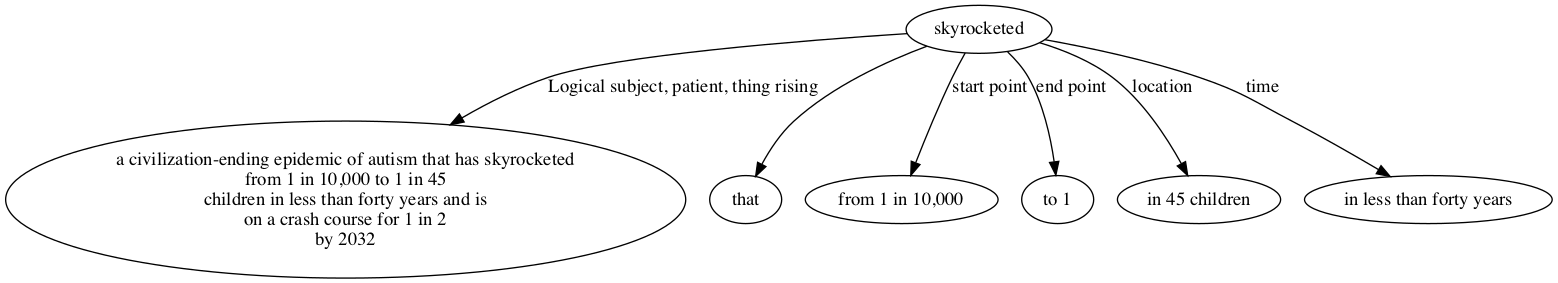 skyrocketed
Logical subject, patient, thing rising
start point
end point
location
time
a civilization-ending epidemic of autism that has skyrocketed
from 1 in 10,000 to 1 in 45
children in less than forty years and is
on a crash course for 1 in 2
by 2032
that
from 1 in 10,000
to 1
in 45 children
in less than forty years